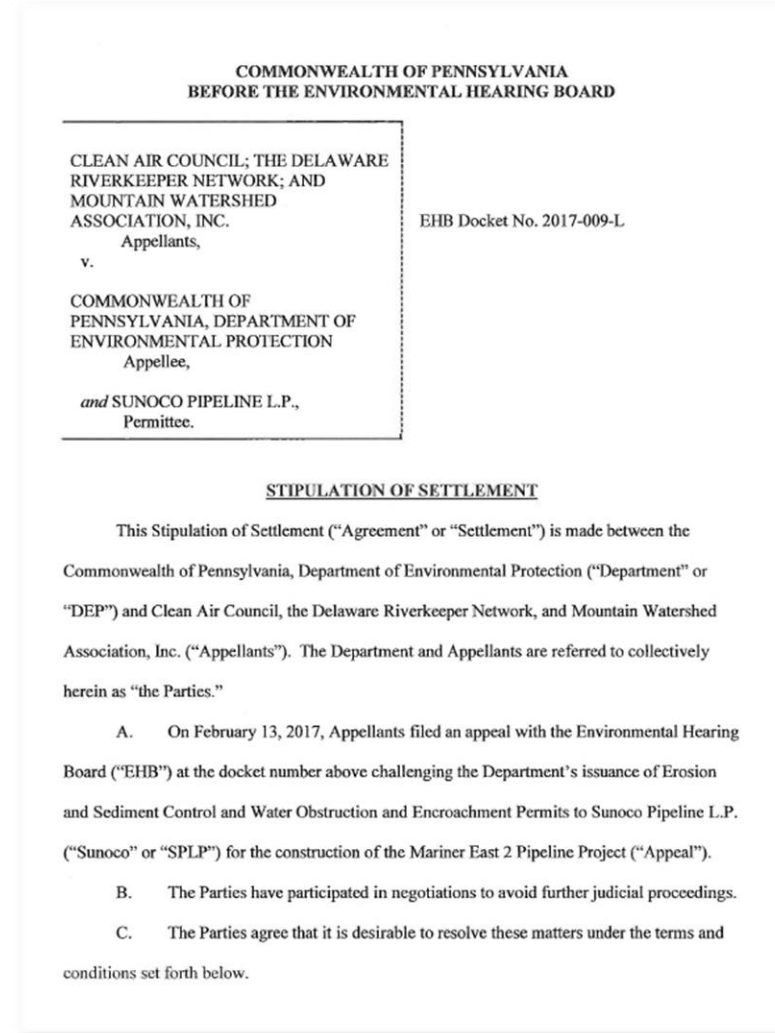 COMMONWEALTH OF PENNSYLVANIA
BEFORE THE ENVIRONMENTAL HEARING BOARD
CLEAN AIR COUNCIL; THE DELAWARE
RIVERKEEPER NETWORK; AND
MOUNTAIN WATERSHED
ASSOCIATION, INC.
Appellants,
v.
COMMONWEALTH OF
PENNSYLVANIA, DEPARTMENT OF
ENVIRONMENTAL PROTECTION
Appellee,
and SUNOCO PIPELINE L.P.,
Permittee.
EHB Docket No. 2017-009-L
STIPULATION OF SETTLEMENT
This Stipulation of Settlement (“Agreement” or “Settlement”) is made between the
Commonwealth of Pennsylvania, Department of Environmental Protection (“Department” or
“DEP”) and Clean Air Council, the Delaware Riverkeeper Network, and Mountain Watershed
Association, Inc. (“Appellants”). The Department and Appellants are referred to collectively
herein as “the Parties.”
A. On February 13, 2017, Appellants filed an appeal with the Environmental Hearing
Board (“EHB”) at the docket number above challenging the Department’s issuance of Erosion
and Sediment Control and Water Obstruction and Encroachment Permits to Sunoco Pipeline L.P.
(“Sunoco” or “SPLP”) for the construction of the Mariner East 2 Pipeline Project (“Appeal”).
B. The Parties have participated in negotiations to avoid further judicial proceedings.
C. The Parties agree that it is desirable to resolve these matters under the terms and
conditions set forth below.